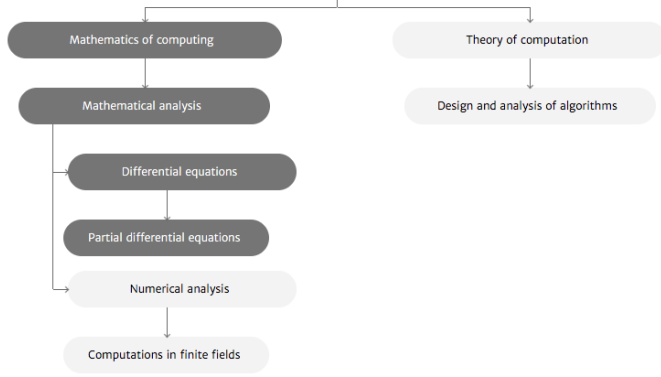 Mathematics of computing
Theory of computation
Mathematical analysis
Design and analysis of algorithms
Differential equations
Partial differential equations
Numerical analysis
Computations in finite fields